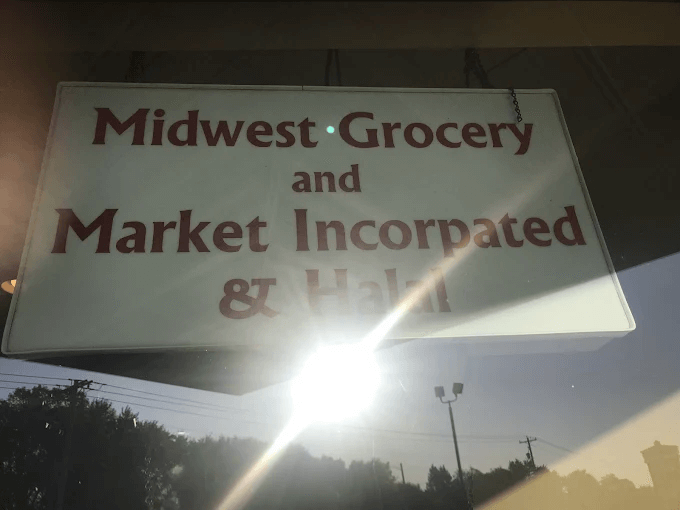 Midwest Grocery
and
Market Incorpated
& Halal